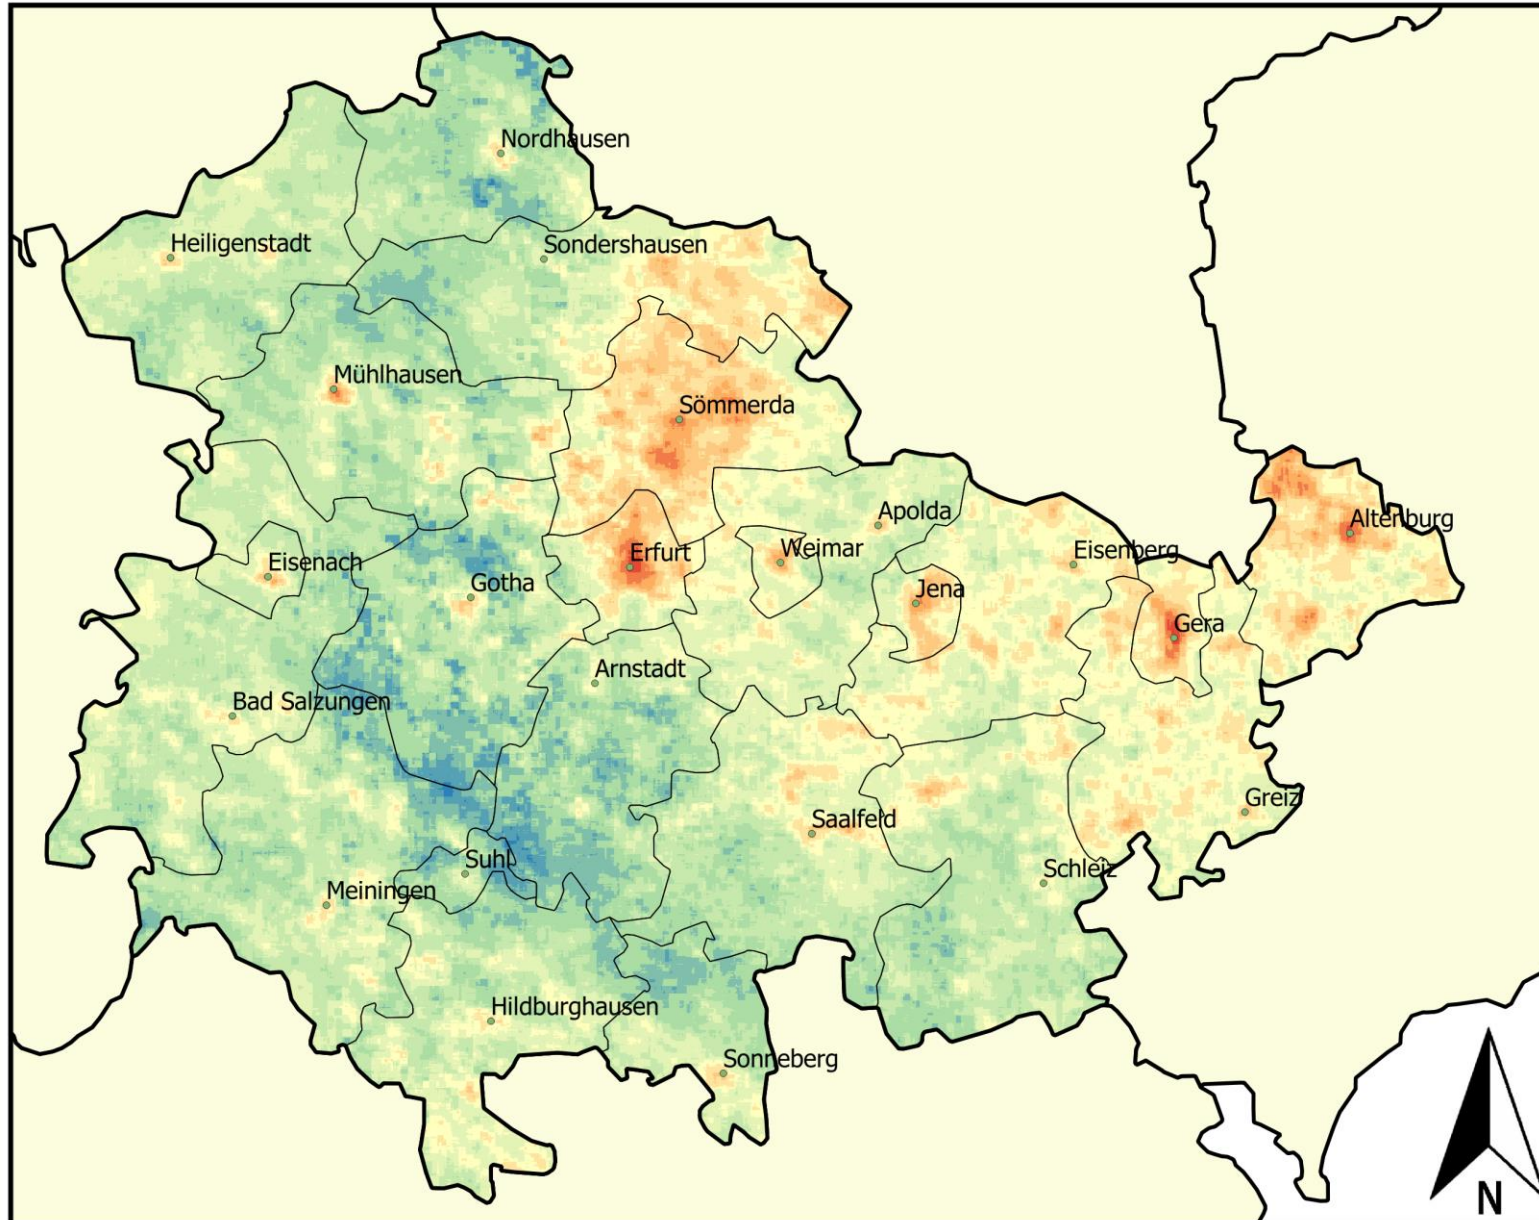 Nordhausen
Heiligenstadt
Sondershausen
Mühlhausen
Sömmerda
Apolda
Altenburg
Eisenach
Gotha
Erfurt
Weimar
Eisenberg
Jena
Gera
Arnstadt
Bad Salzungen
Saalfeld
Greiz
Suhl
Meiningen
Schleiz
Hildburghausen
Sonneberg
N